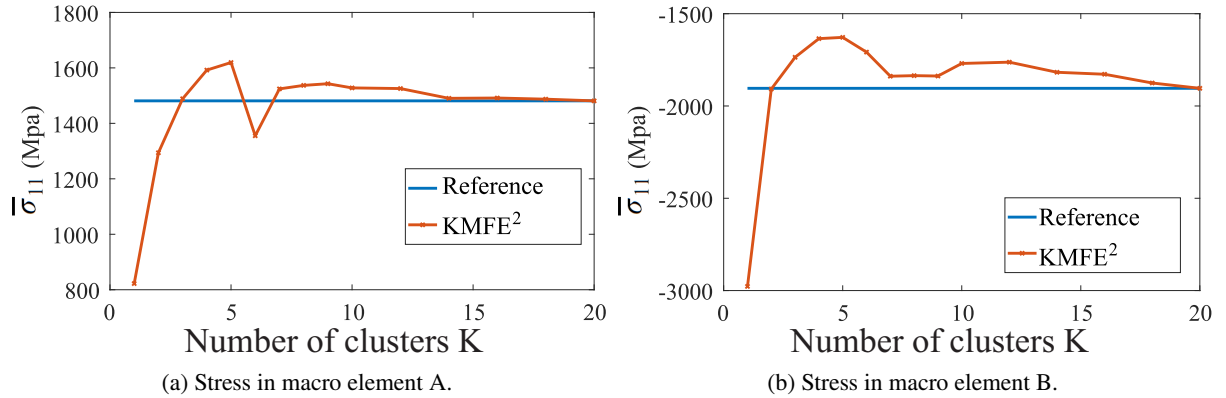 1800
1600
1400
1200
1000
800
σ̅₁₁ (Mpa)
Reference
KMFE²
0 5 10 15 20
Number of clusters K
(a) Stress in macro element A.
-1500
-2000
-2500
-3000
σ̅₁₁ (Mpa)
Reference
KMFE²
0 5 10 15 20
Number of clusters K
(b) Stress in macro element B.